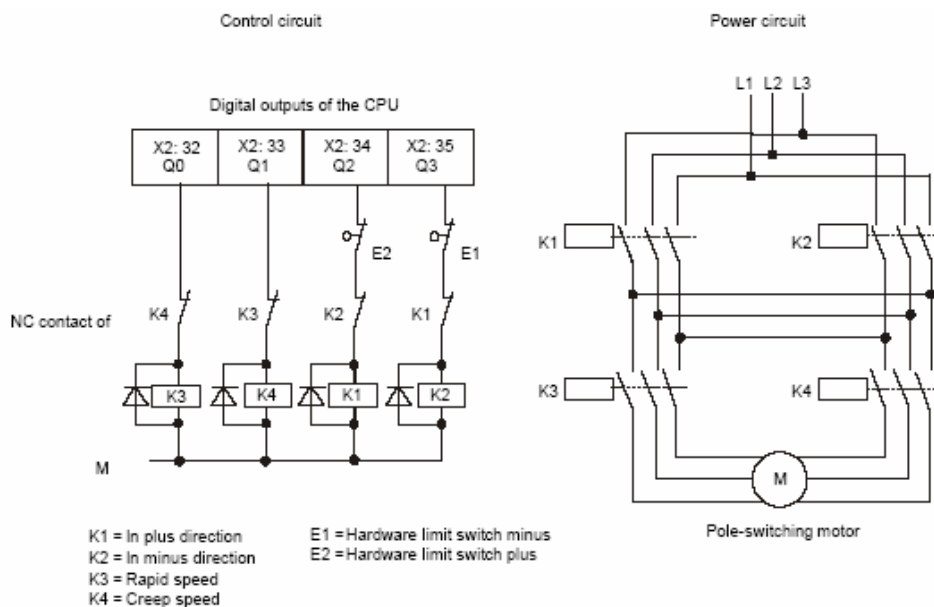 Control circuit
Power circuit
Digital outputs of the CPU
L1 L2 L3
X2: 32 X2: 33 X2: 34 X2: 35
Q0 Q1 Q2 Q3
K1 K2
E2 E1
NC contact of K4 K3 K2 K1
K3 K4
K3 K4 K1 K2
M
M
Pole-switching motor
K1 = In plus direction
K2 = In minus direction
K3 = Rapid speed
K4 = Creep speed
E1 = Hardware limit switch minus
E2 = Hardware limit switch plus